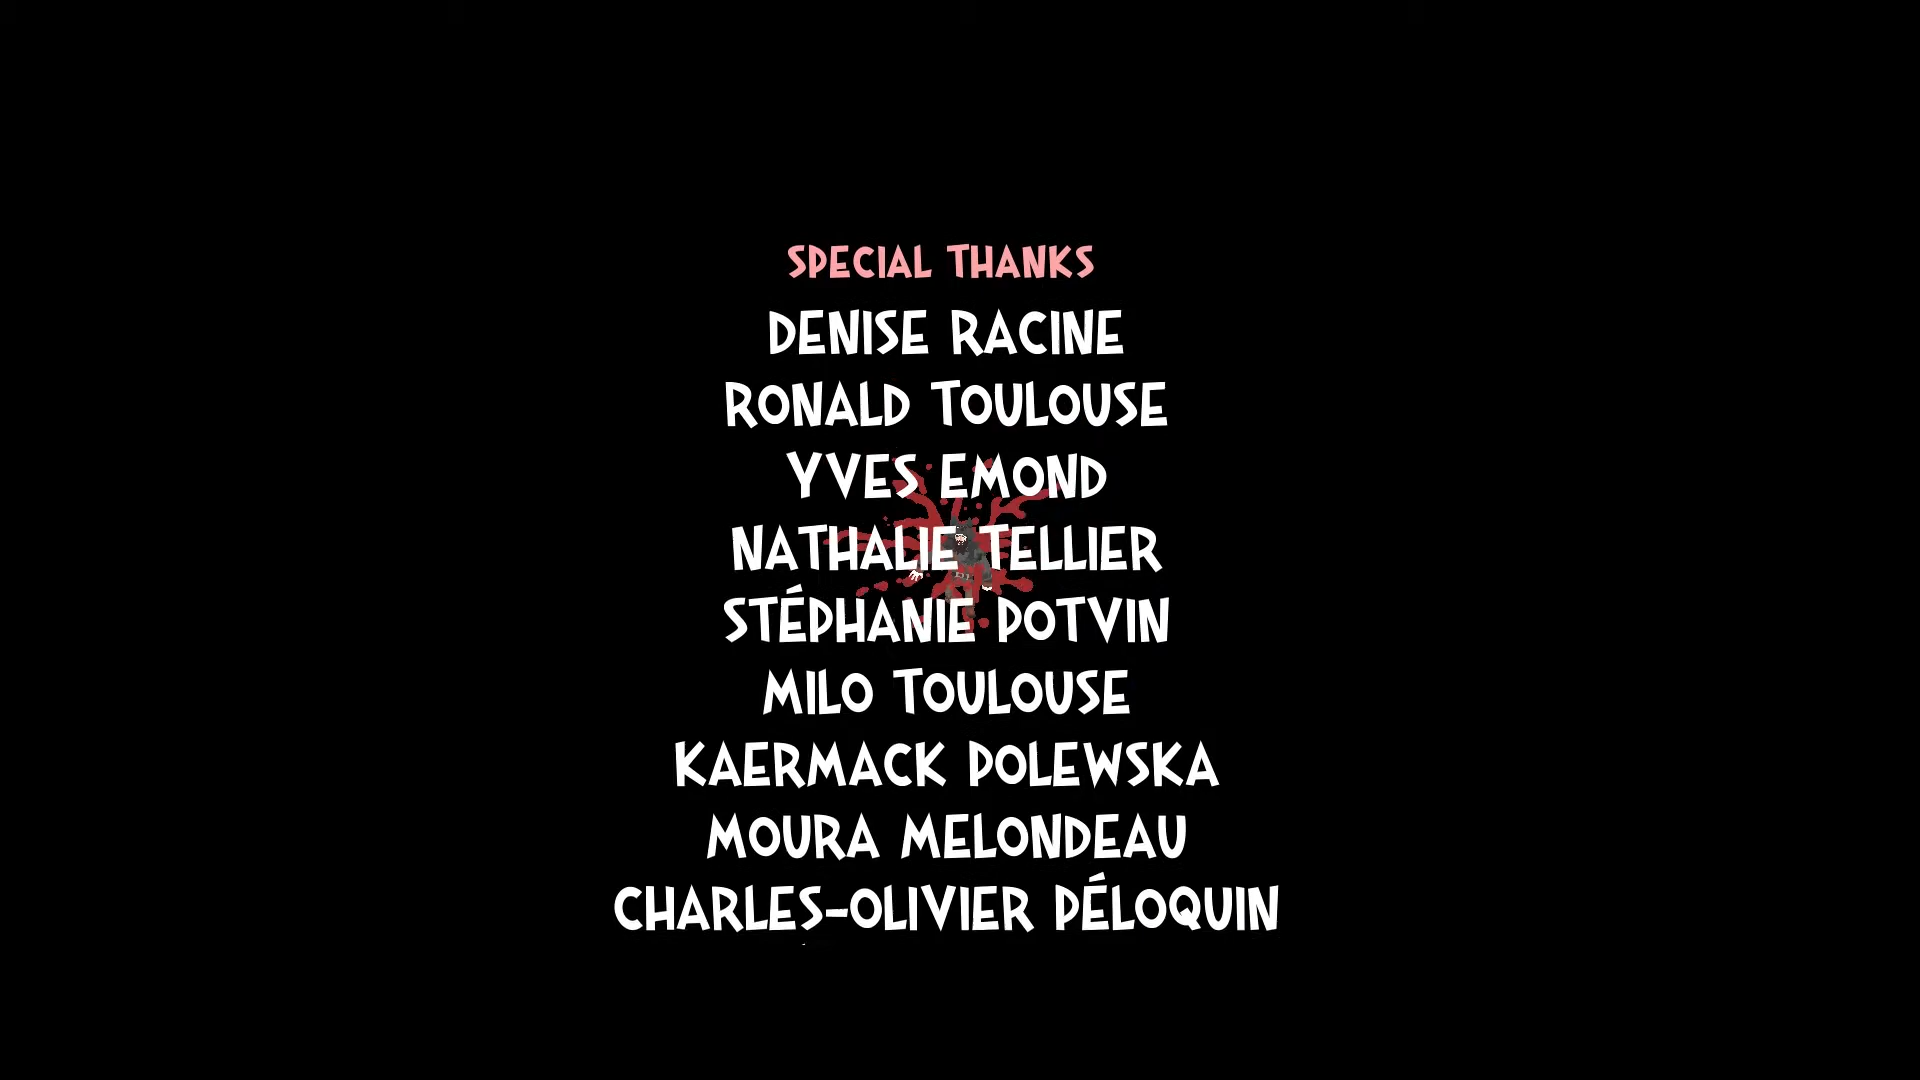 SPECIAL THANKS
DENISE RACINE
RONALD TOULOUSE
YVES EMOND
NATHALIE TELLIER
STÉPHANIE POTVIN
MILO TOULOUSE
KAERMACK POLEWSKA
MOURA MELONDEAU
CHARLES-OLIVIER PÉLOQUIN